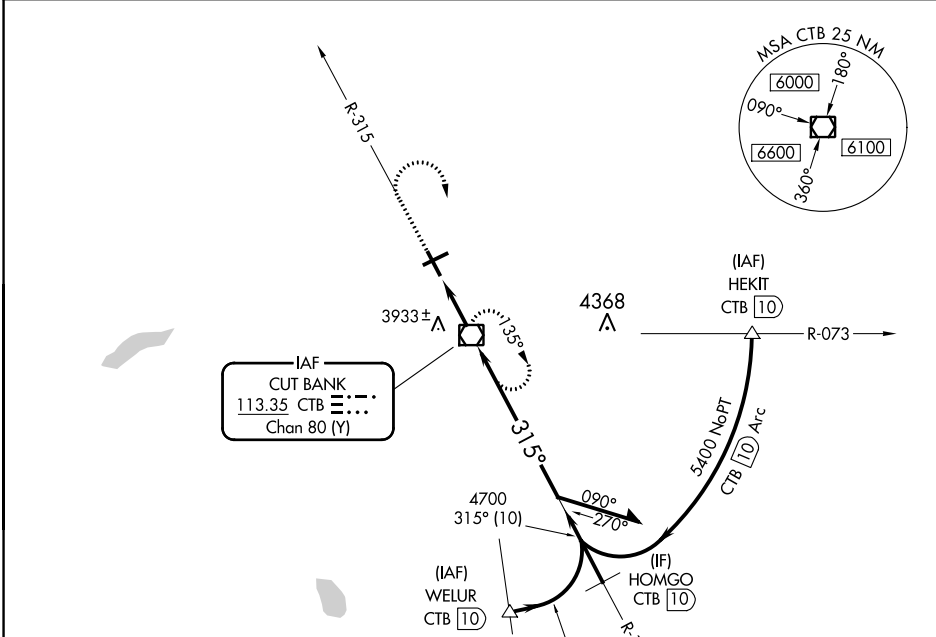 MSA CTB 25 NM
6000
180°
090°
6600
6100
360°
R-315
(IAF)
HEKIT
CTB 10
4368
3933±
135°
R-073
IAF
CUT BANK
113.35 CTB
Chan 80 (Y)
315°
5400 NoPT
CTB 10 Arc
4700
315° (10)
090°
270°
(IF)
HOMGO
CTB 10
(IAF)
WELUR
CTB 10